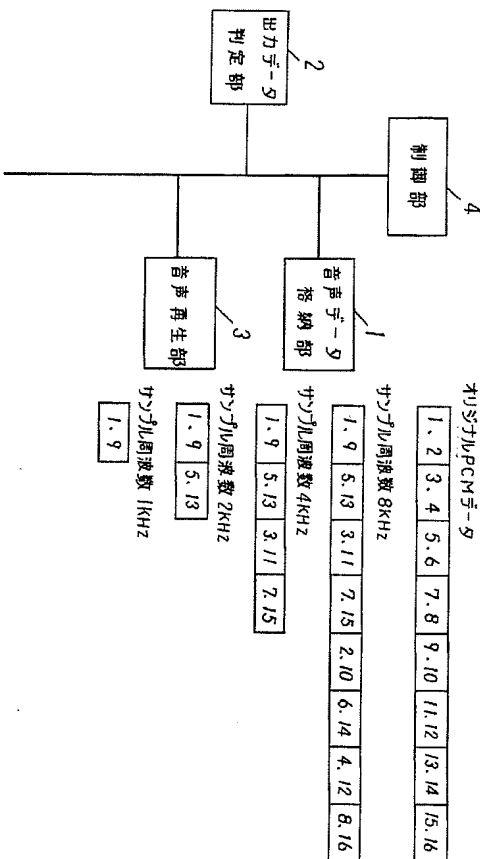 4
制御部
2
出力データ
判定部
1
音声データ
格納部
3
音声再生部
オリジナルPCMデータ
1、2 3、4 5.6 7.8 9.10 11.12 13.14 15.16
サンプル周波数 8kHz
1.9 5.13 3.11 7.15 2.10 6.14 4.12 8.16
サンプル周波数 4kHz
1.9 5.13 3.11 7.15
サンプル周波数 2kHz
1.9 5.13
サンプル周波数 1kHz
1.9